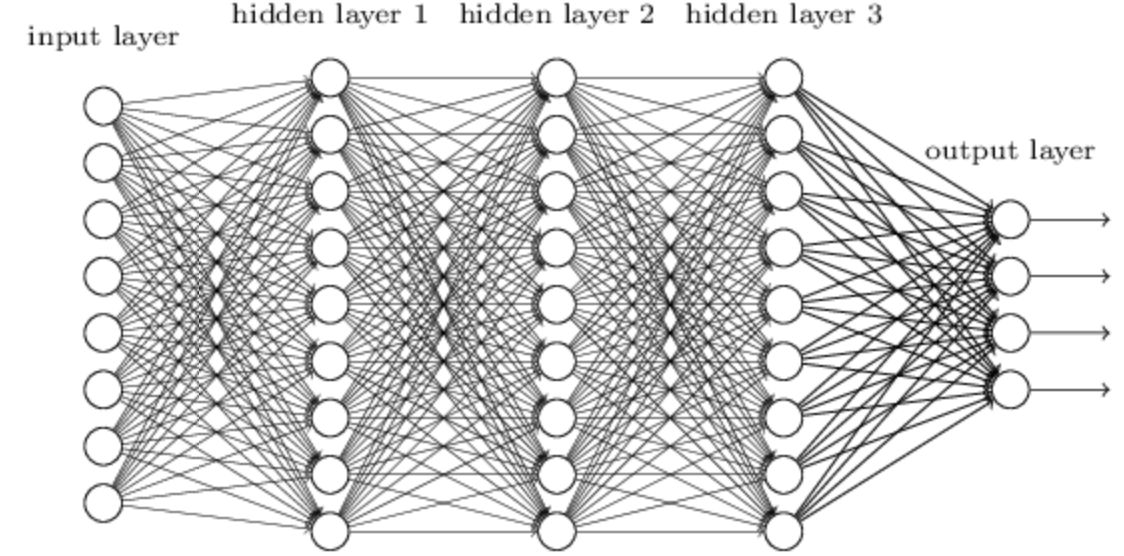 input layer
hidden layer 1
hidden layer 2
hidden layer 3
output layer